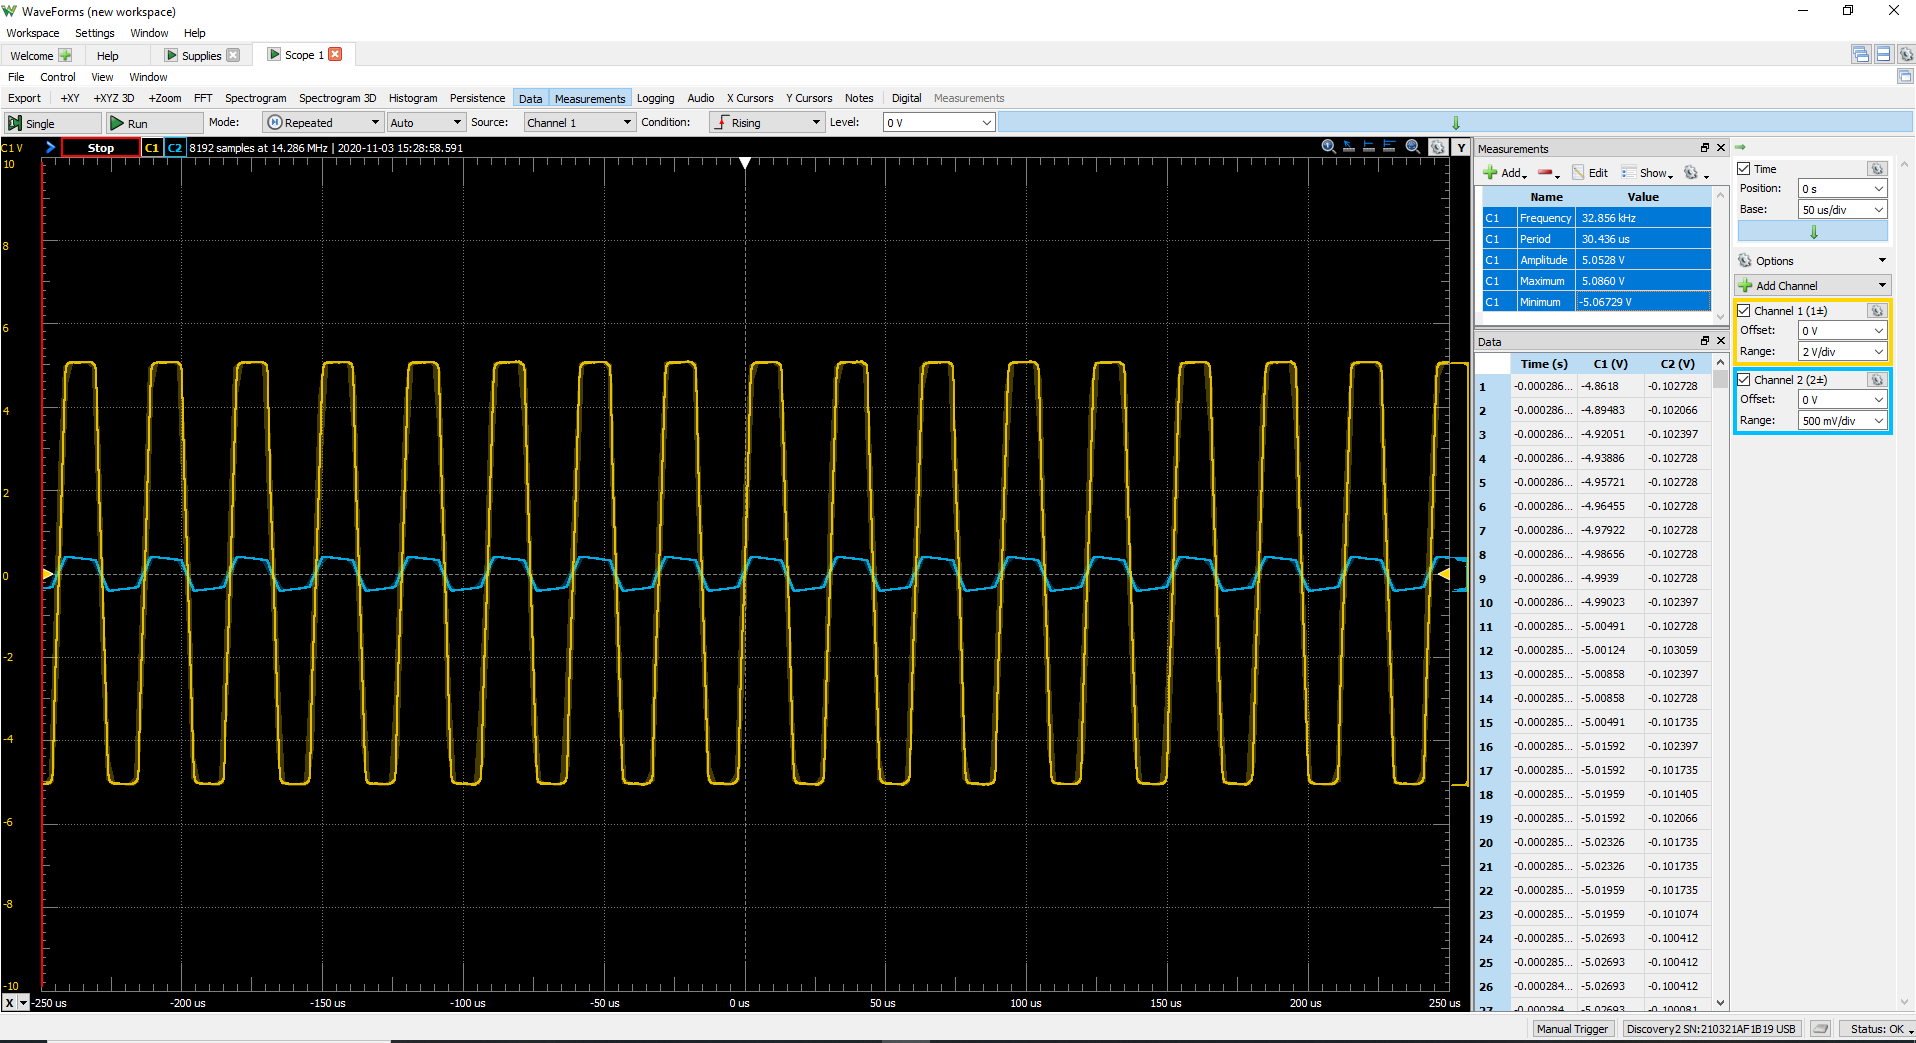 WaveForms (new workspace)
Workspace Settings Window Help
Welcome Help Supplies Scope 1
File Control View Window
Export +XY +XYZ 3D +Zoom FFT Spectrogram Spectrogram 3D Histogram Persistence Data Measurements Logging Audio X Cursors Y Cursors Notes Digital Measurements
Single Run Mode: Repeated Auto Source: Channel 1 Condition: Rising Level: 0 V
C1 V Stop C1 C2 8192 samples at 14.286 MHz | 2020-11-03 15:28:58.591 Y
10
8
6
4
2
0
-2
-4
-6
-8
-10
X -250 us -200 us -150 us -100 us -50 us 0 us 50 us 100 us 150 us 200 us 250 us
Measurements
Add Edit Show
Name Value
C1 Frequency 32.856 kHz
C1 Period 30.436 us
C1 Amplitude 5.0528 V
C1 Maximum 5.0860 V
C1 Minimum -5.06729 V
Data
Time (s) C1 (V) C2 (V)
1 -0.000286... -4.8618 -0.102728
2 -0.000286... -4.89483 -0.102066
3 -0.000286... -4.92051 -0.102397
4 -0.000286... -4.93886 -0.102728
5 -0.000286... -4.95721 -0.102728
6 -0.000286... -4.96455 -0.102728
7 -0.000286... -4.97922 -0.102728
8 -0.000286... -4.98656 -0.102728
9 -0.000286... -4.9939 -0.102728
10 -0.000286... -4.99023 -0.102397
11 -0.000285... -5.00491 -0.102728
12 -0.000285... -5.00124 -0.103059
13 -0.000285... -5.00858 -0.102397
14 -0.000285... -5.00858 -0.102728
15 -0.000285... -5.00491 -0.101735
16 -0.000285... -5.01592 -0.102397
17 -0.000285... -5.01592 -0.101735
18 -0.000285... -5.01959 -0.101405
19 -0.000285... -5.01592 -0.102066
20 -0.000285... -5.02326 -0.101735
21 -0.000285... -5.02326 -0.101735
22 -0.000285... -5.01959 -0.101735
23 -0.000285... -5.01959 -0.101074
24 -0.000285... -5.02693 -0.100412
25 -0.000285... -5.02693 -0.100412
26 -0.000284... -5.02693 -0.100412
27 -0.000284... -5.02693 -0.100081
Time
Position: 0 s
Base: 50 us/div
Options
Add Channel
Channel 1 (1±)
Offset: 0 V
Range: 2 V/div
Channel 2 (2±)
Offset: 0 V
Range: 500 mV/div
Manual Trigger Discovery2 SN:210321AF1B19 USB Status: OK